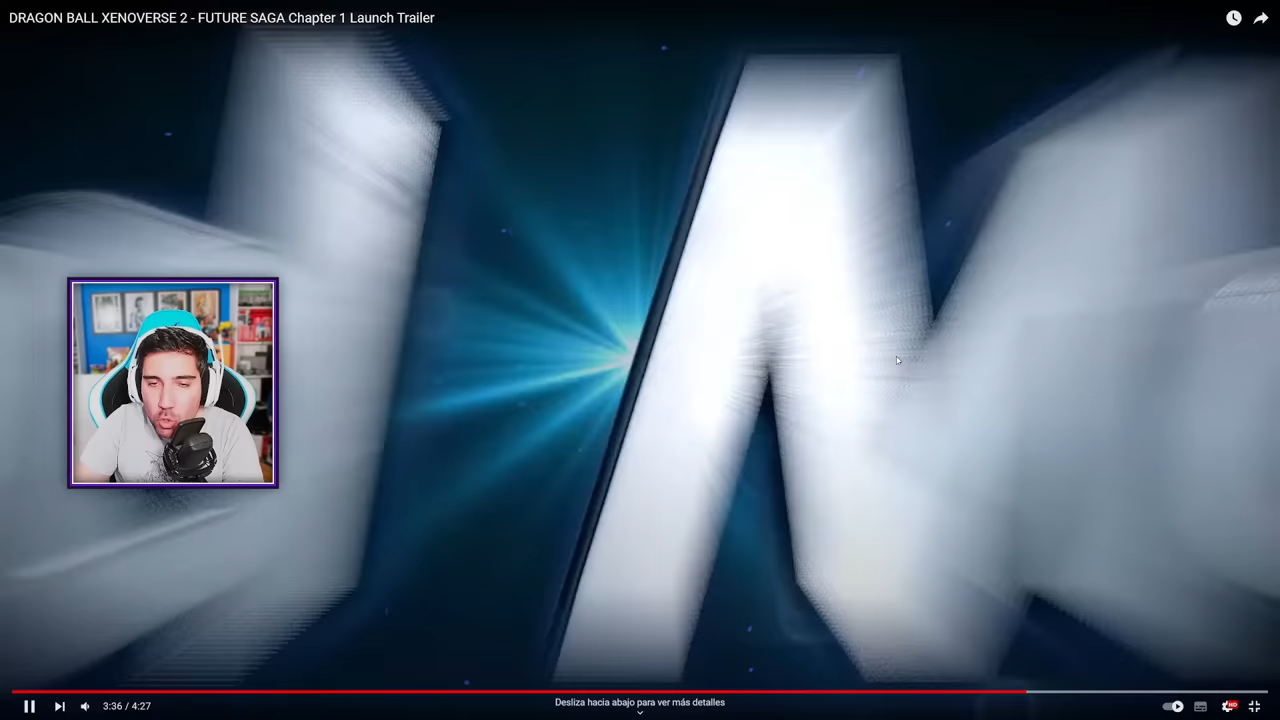 DRAGON BALL XENOVERSE 2 - FUTURE SAGA Chapter 1 Launch Trailer
3:36 / 4:27
Desliza hacia abajo para ver más detalles
HD